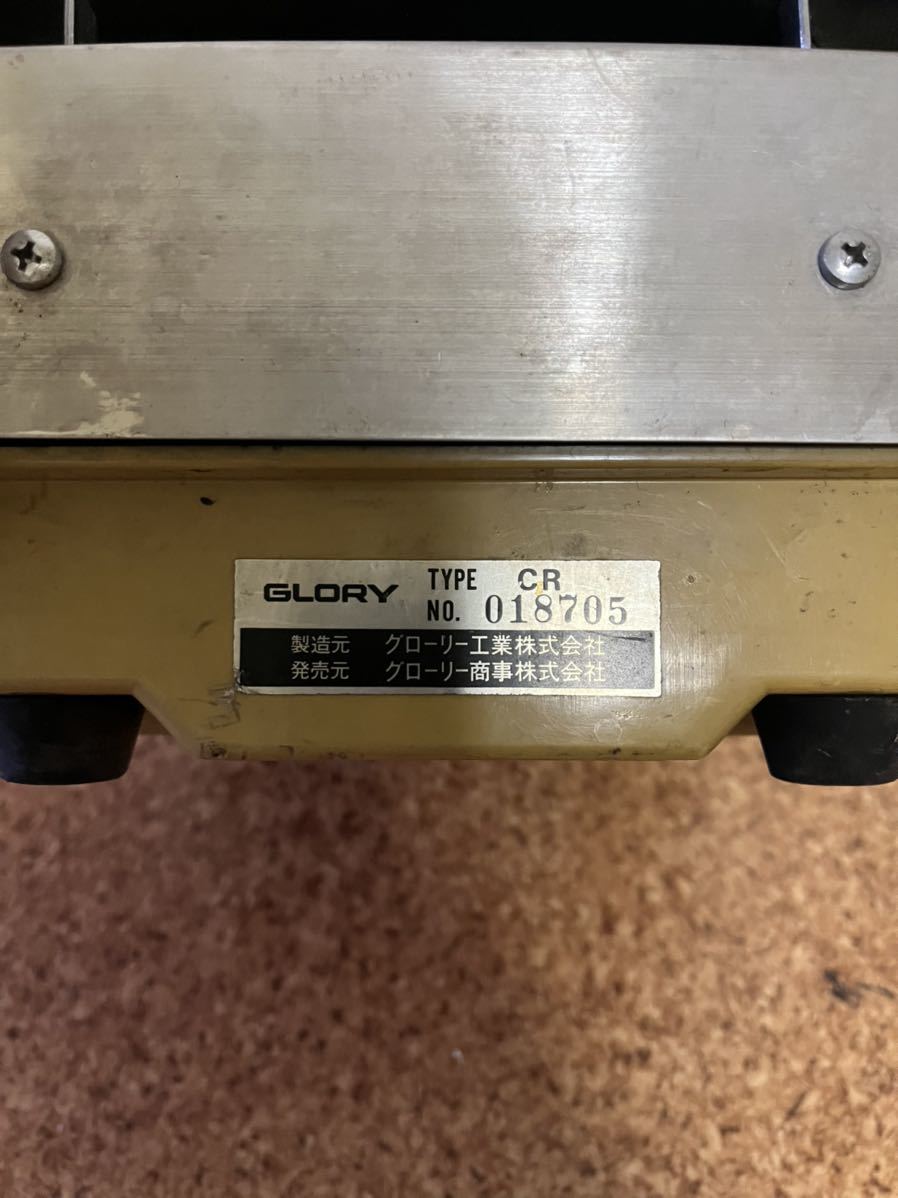 GLORY TYPE CR
NO. 018705
製造元 グローリー工業株式会社
発売元 グローリー商事株式会社